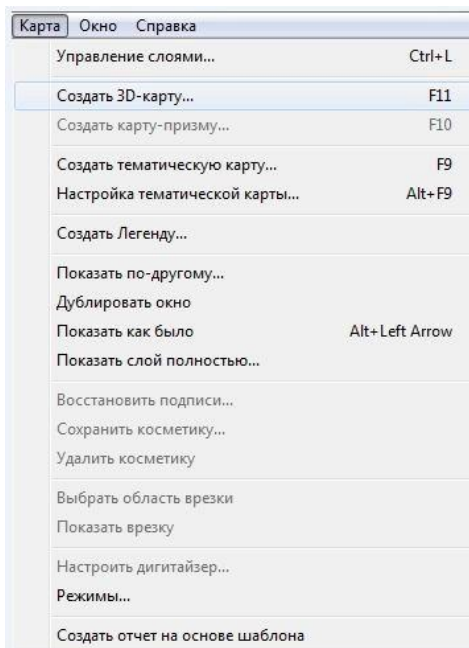 Карта Окно Справка
Управление слоями... Ctrl+L
Создать 3D-карту... F11
Создать карту-призму... F10
Создать тематическую карту... F9
Настройка тематической карты... Alt+F9
Создать Легенду...
Показать по-другому...
Дублировать окно
Показать как было Alt+Left Arrow
Показать слой полностью...
Восстановить подписи...
Сохранить косметику...
Удалить косметику
Выбрать область врезки
Показать врезку
Настроить дигитайзер...
Режимы...
Создать отчет на основе шаблона